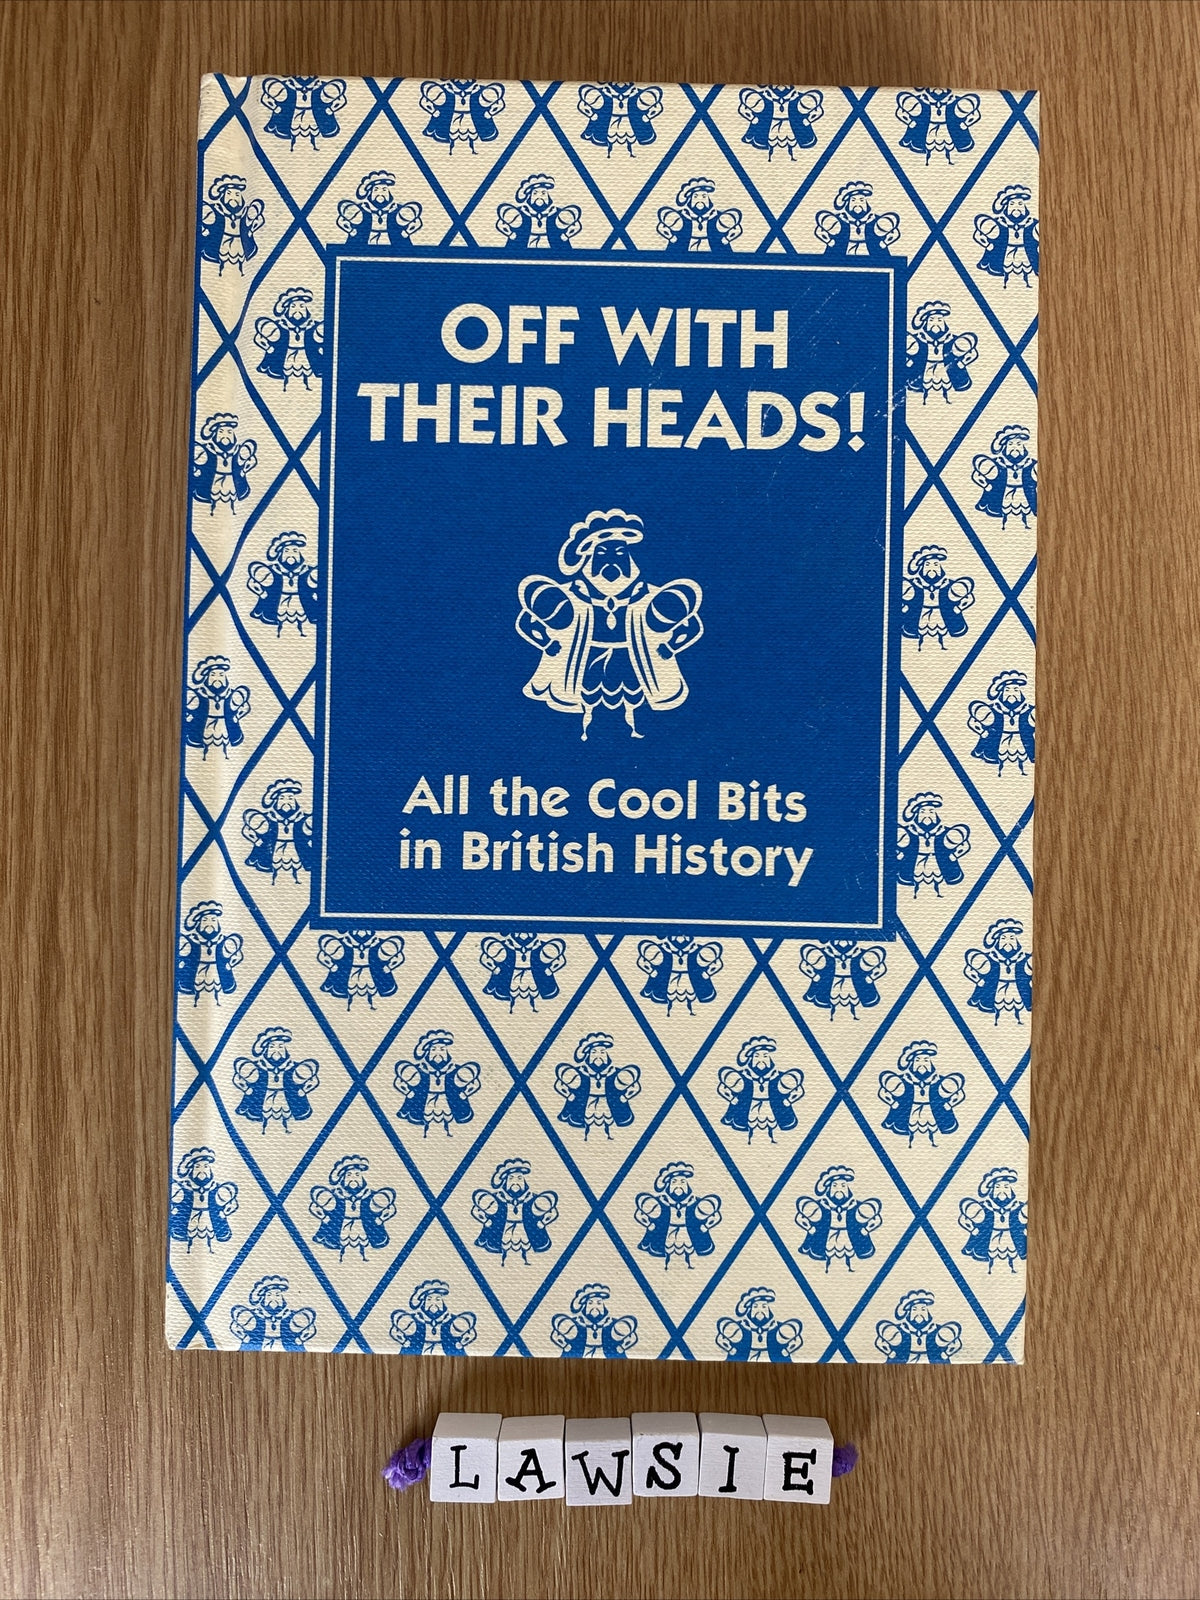 OFF WITH
THEIR HEADS!
All the Cool Bits
in British History
LAWSIE